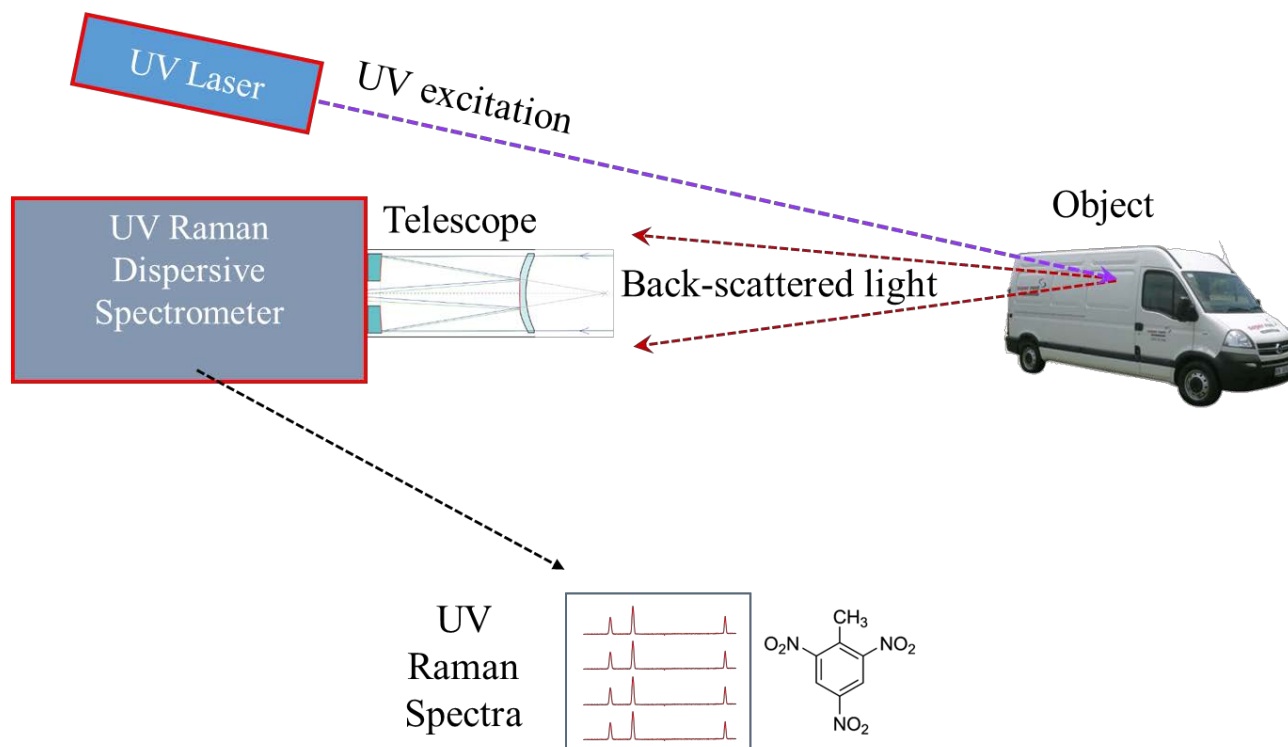 UV Laser
UV excitation
UV Raman
Dispersive
Spectrometer
Telescope
Object
Back-scattered light
UV
Raman
Spectra
CH3
O2N
NO2
NO2